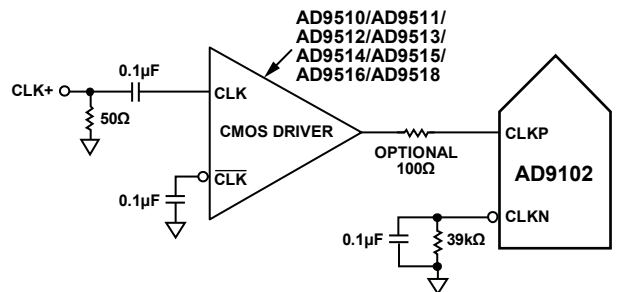 AD9510/AD9511/
AD9512/AD9513/
AD9514/AD9515/
AD9516/AD9518
0.1µF
CLK+
CLK
50Ω
CMOS DRIVER
CLKP
OPTIONAL
100Ω
AD9102
CLK
0.1µF
CLKN
0.1µF
39kΩ